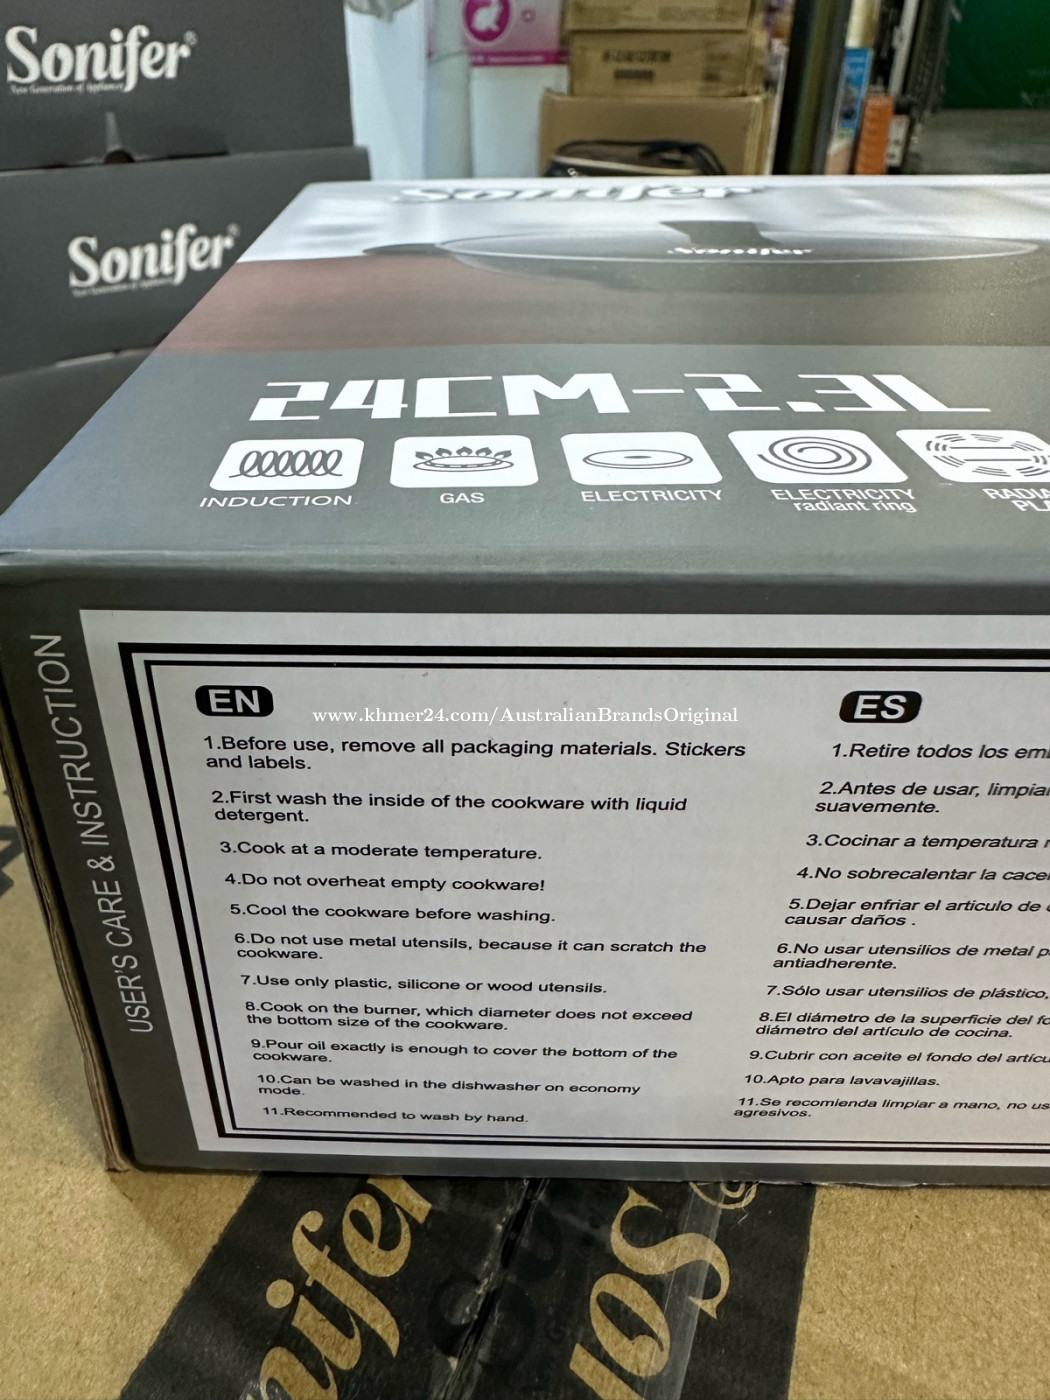 Sonifer
New Generation of Appliances
Sonifer
Sonifer
Sonifer
24CM-2.3L
INDUCTION
GAS
ELECTRICITY
ELECTRICITY
radiant ring
USER'S CARE & INSTRUCTION
EN
www.khmer24.com/AustralianBrandsOriginal
1.Before use, remove all packaging materials. Stickers
and labels.
2.First wash the inside of the cookware with liquid
detergent.
3.Cook at a moderate temperature.
4.Do not overheat empty cookware!
5.Cool the cookware before washing.
6.Do not use metal utensils, because it can scratch the
cookware.
7.Use only plastic, silicone or wood utensils.
8.Cook on the burner, which diameter does not exceed
the bottom size of the cookware.
9.Pour oil exactly is enough to cover the bottom of the
cookware.
10.Can be washed in the dishwasher on economy
mode.
11.Recommended to wash by hand.
ES
1.Retire todos los
2.Antes de usar, limpiar
suavemente.
3.Cocinar a temperatura
4.No sobrecalentar la
5.Dejar enfriar el articulo de
causar daños .
6.No usar utensilios de metal
antiadherente.
7.Sólo usar utensilios de plástico,
8.El diámetro de la superficie del
diámetro del artículo de cocina.
9.Cubrir con aceite el fondo del
10.Apto para lavavajillas.
11.Se recomienda limpiar a mano, no
agresivos.